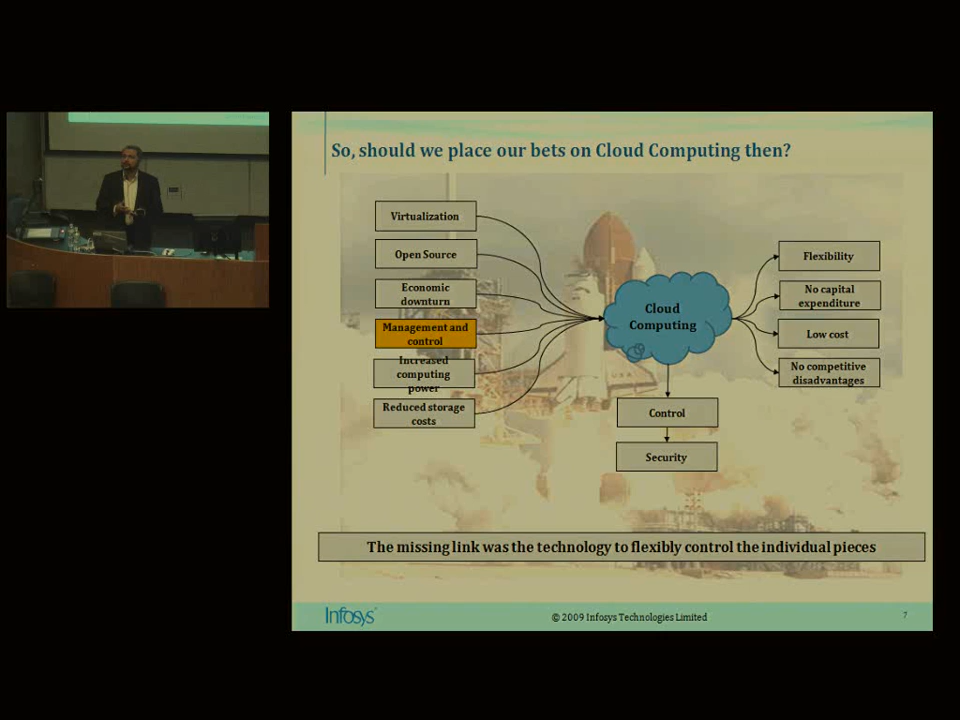 So, should we place our bets on Cloud Computing then?
Virtualization
Open Source
Economic
downturn
Management and
control
Increased
computing
power
Reduced storage
costs
Cloud
Computing
Control
Security
Flexibility
No capital
expenditure
Low cost
No competitive
disadvantages
The missing link was the technology to flexibly control the individual pieces
Infosys
© 2009 Infosys Technologies Limited
7